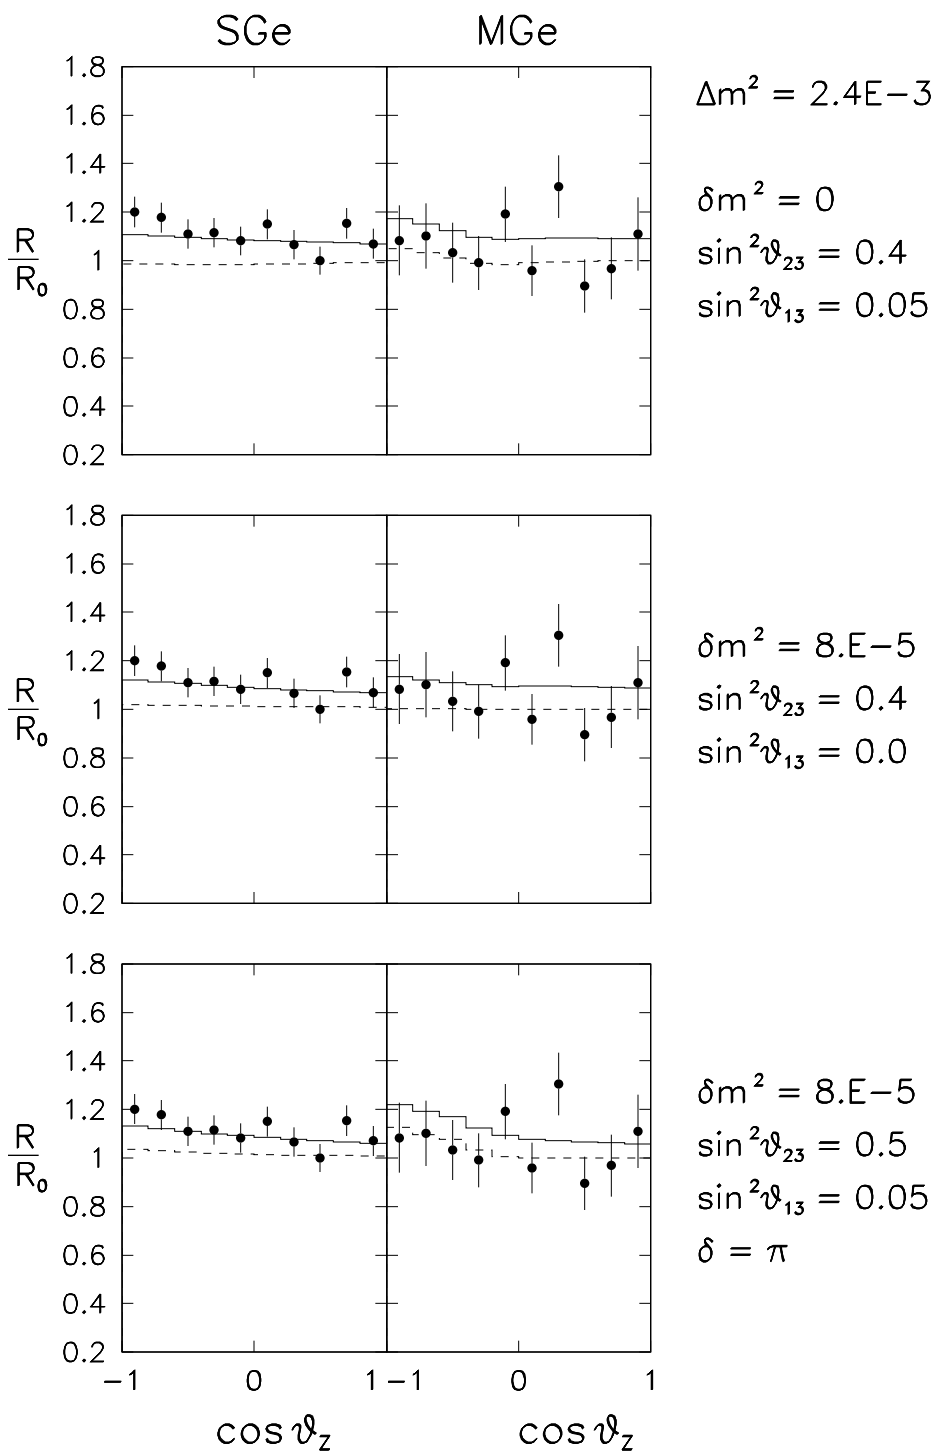 SGe MGe
1.8
1.6
1.4
1.2
1
0.8
0.6
0.4
0.2
R
R₀
Δm² = 2.4E−3
δm² = 0
sin²ϑ₂₃ = 0.4
sin²ϑ₁₃ = 0.05
1.8
1.6
1.4
1.2
1
0.8
0.6
0.4
0.2
R
R₀
δm² = 8.E−5
sin²ϑ₂₃ = 0.4
sin²ϑ₁₃ = 0.0
1.8
1.6
1.4
1.2
1
0.8
0.6
0.4
0.2
R
R₀
δm² = 8.E−5
sin²ϑ₂₃ = 0.5
sin²ϑ₁₃ = 0.05
δ = π
−1 0 1 −1 0 1
cos ϑ_Z cos ϑ_Z